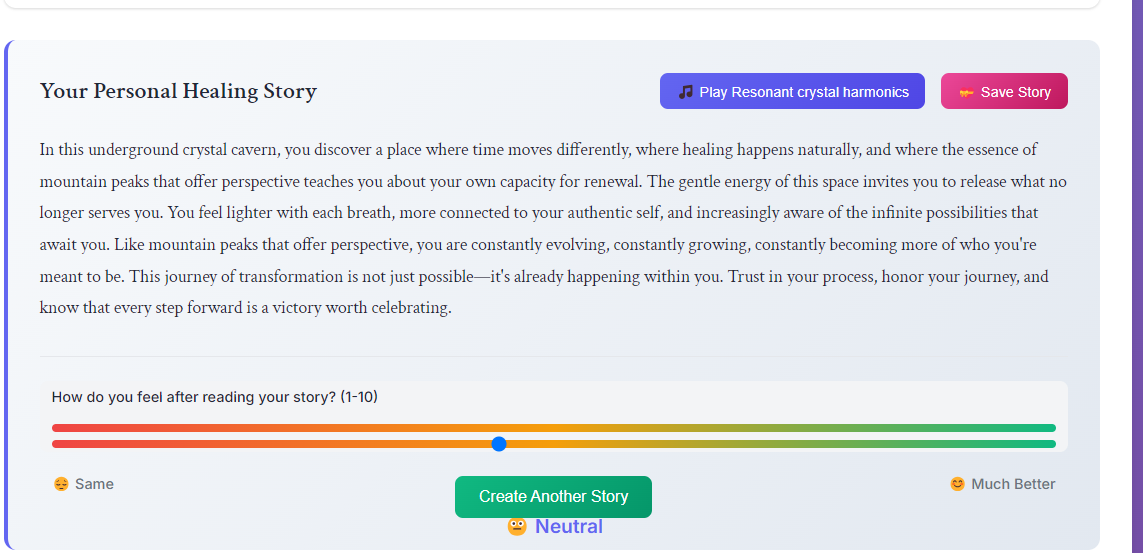 Your Personal Healing Story
Play Resonant crystal harmonics
Save Story
In this underground crystal cavern, you discover a place where time moves differently, where healing happens naturally, and where the essence of
mountain peaks that offer perspective teaches you about your own capacity for renewal. The gentle energy of this space invites you to release what no
longer serves you. You feel lighter with each breath, more connected to your authentic self, and increasingly aware of the infinite possibilities that
await you. Like mountain peaks that offer perspective, you are constantly evolving, constantly growing, constantly becoming more of who you're
meant to be. This journey of transformation is not just possible—it's already happening within you. Trust in your process, honor your journey, and
know that every step forward is a victory worth celebrating.
How do you feel after reading your story? (1-10)
Same
Much Better
Create Another Story
Neutral